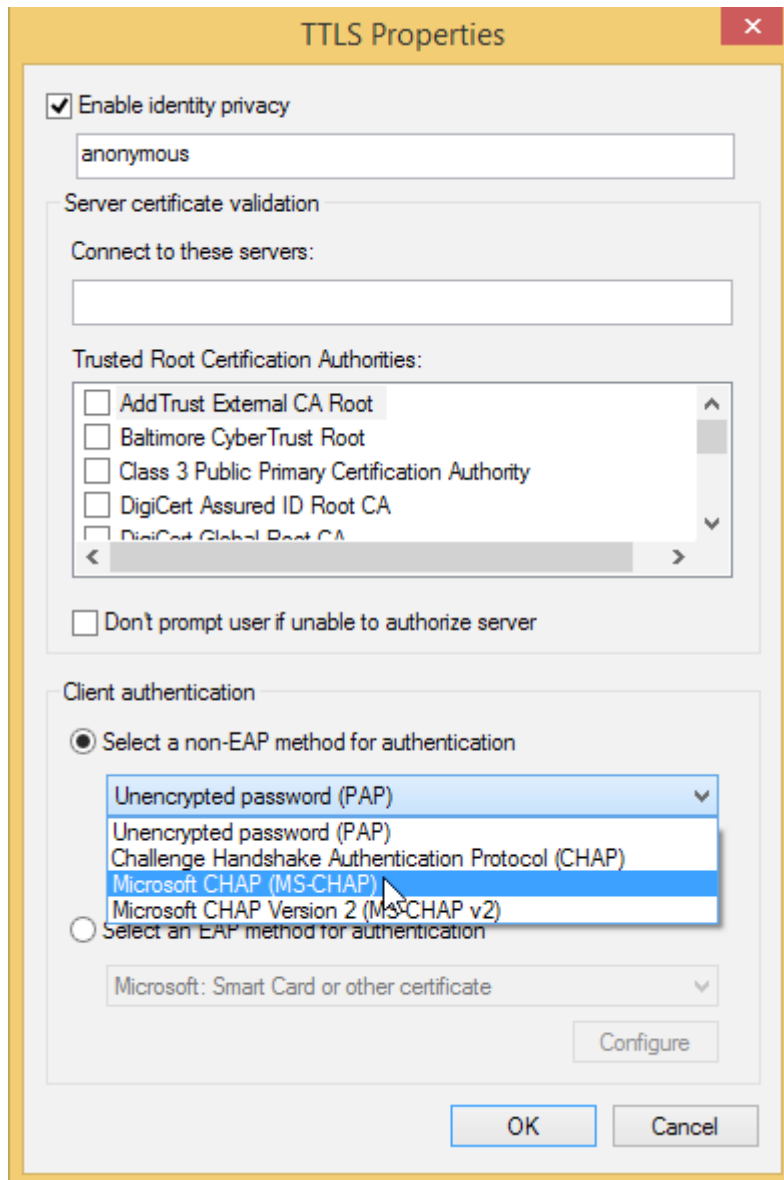 TTLS Properties
Enable identity privacy
anonymous
Server certificate validation
Connect to these servers:
Trusted Root Certification Authorities:
AddTrust External CA Root
Baltimore CyberTrust Root
Class 3 Public Primary Certification Authority
DigiCert Assured ID Root CA
DigiCert Global Root CA
Don't prompt user if unable to authorize server
Client authentication
Select a non-EAP method for authentication
Unencrypted password (PAP)
Unencrypted password (PAP)
Challenge Handshake Authentication Protocol (CHAP)
Microsoft CHAP (MS-CHAP)
Microsoft CHAP Version 2 (MS-CHAP v2)
Select an EAP method for authentication
Microsoft: Smart Card or other certificate
Configure
OK Cancel